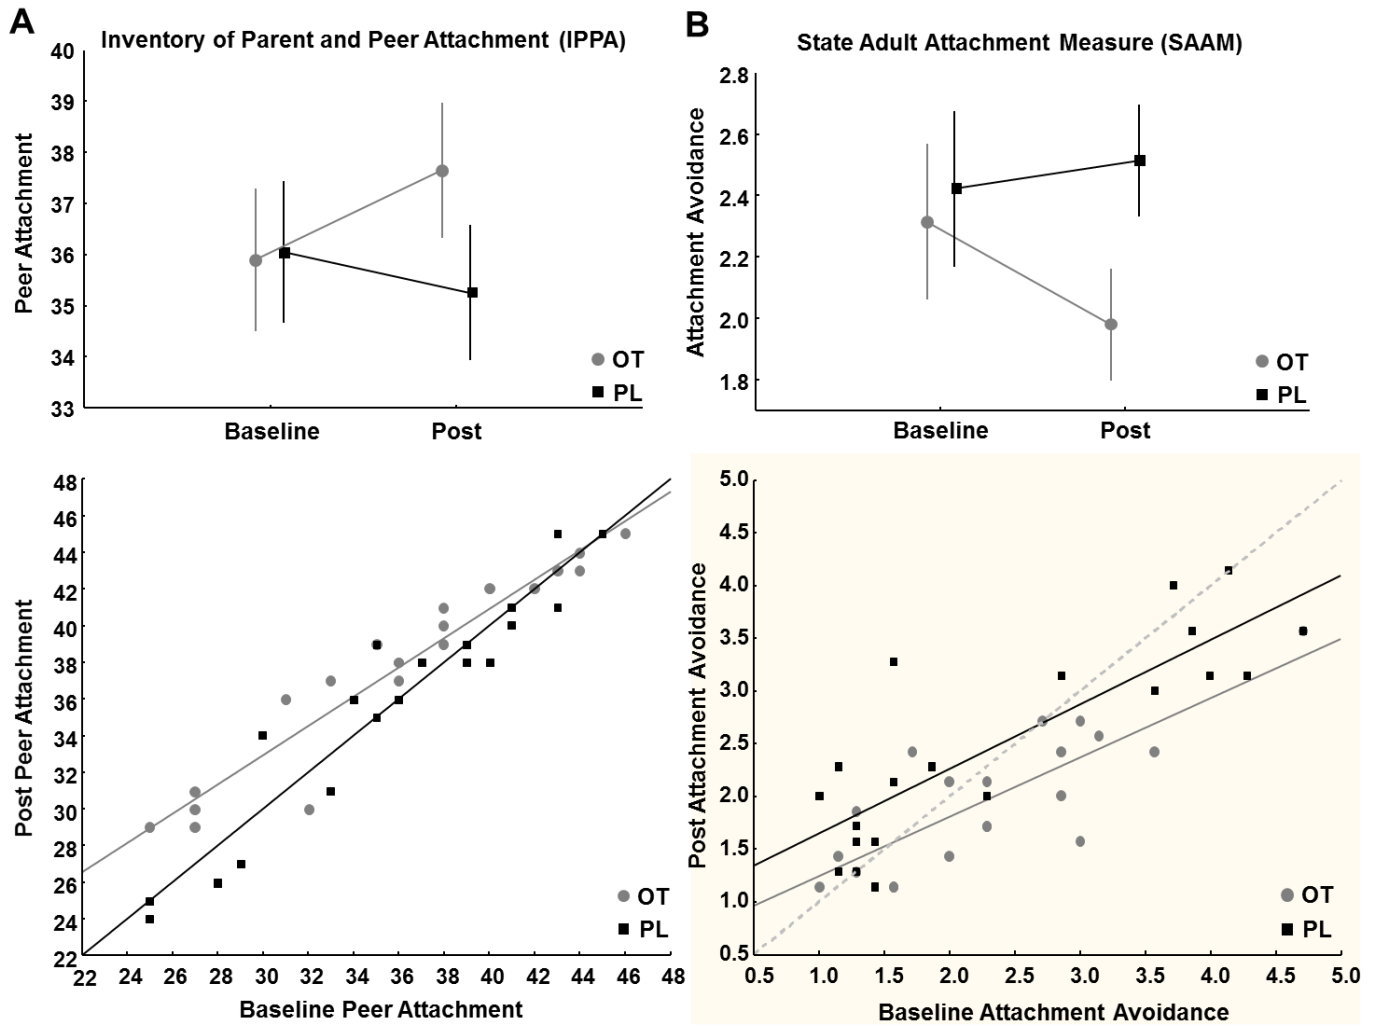 A
Inventory of Parent and Peer Attachment (IPPA)
40
39
38
37
36
35
34
33
Peer Attachment
Baseline
Post
OT
PL
B
State Adult Attachment Measure (SAAM)
2.8
2.6
2.4
2.2
2.0
1.8
Attachment Avoidance
Baseline
Post
OT
PL
48
46
44
42
40
38
36
34
32
30
28
26
24
22
Post Peer Attachment
OT
PL
22 24 26 28 30 32 34 36 38 40 42 44 46 48
Baseline Peer Attachment
5.0
4.5
4.0
3.5
3.0
2.5
2.0
1.5
1.0
0.5
Post Attachment Avoidance
OT
PL
0.5 1.0 1.5 2.0 2.5 3.0 3.5 4.0 4.5 5.0
Baseline Attachment Avoidance